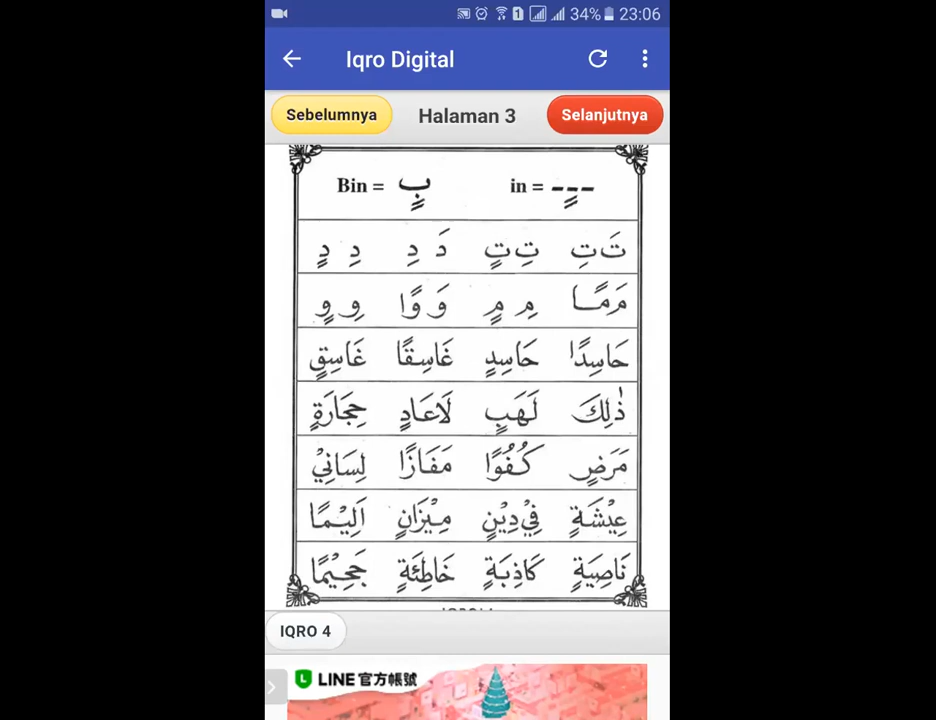 34% 23:06
Iqro Digital
Sebelumnya Halaman 3 Selanjutnya
Bin = بٍ in = ---ٍ
تَ تِ تِ تٍ دَ دِ دِ دٍ
مَ مًا مِ مٍ وَ وًا وِ وٍ
حَاسِدًا حَاسِدٍ غَاسِقًا غَاسِقٍ
ذٰلِكَ لَهَبٍ لَاعَادٍ حِجَارَةٍ
مَرَضٍ كُفُوًا مَفَازًا لِسَانِيْ
عِيْشَةٍ فِيْ دِيْنٍ مِيْزَانٍ اَلِيْمًا
نَاصِيَةٍ كَاذِبَةٍ خَاطِئَةٍ جَحِيْمًا
IQRO 4
LINE 官方帳號